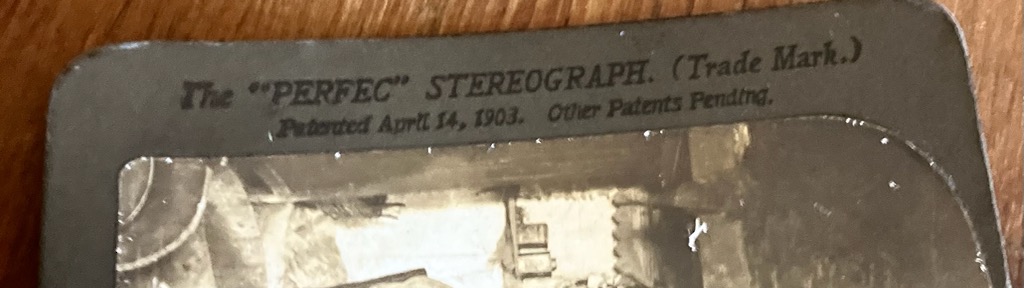 The "PERFEC" STEREOGRAPH. (Trade Mark.)
Patented April 14, 1903. Other Patents Pending.